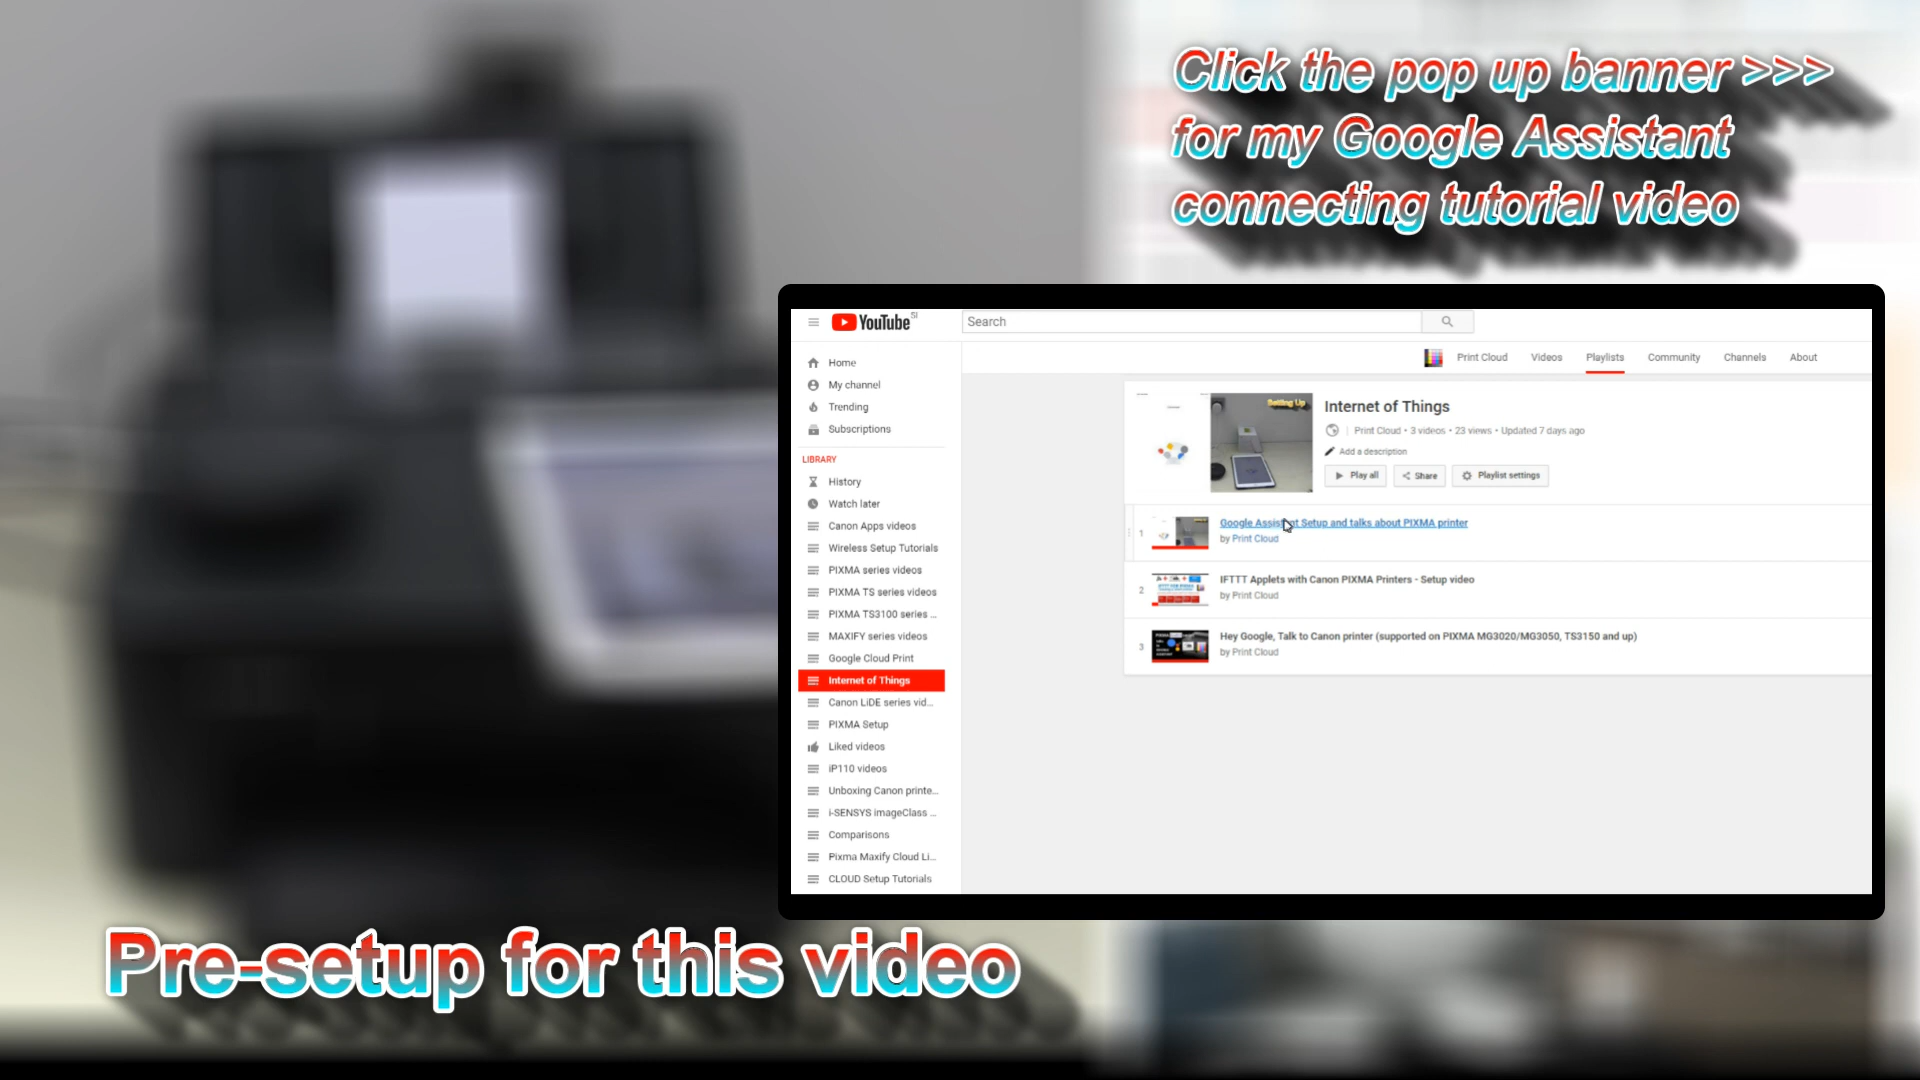 Click the pop up banner >>>
for my Google Assistant
connecting tutorial video
YouTube SI
Search
Home
My channel
Trending
Subscriptions
LIBRARY
History
Watch later
Canon Apps videos
Wireless Setup Tutorials
PIXMA series videos
PIXMA TS series videos
PIXMA TS3100 series ...
MAXIFY series videos
Google Cloud Print
Internet of Things
Canon LiDE series vid...
PIXMA Setup
Liked videos
iP110 videos
Unboxing Canon printe...
i-SENSYS imageClass ...
Comparisons
Pixma Maxify Cloud Li...
CLOUD Setup Tutorials
Print Cloud Videos Playlists Community Channels About
Setting Up
Internet of Things
| Print Cloud • 3 videos • 23 views • Updated 7 days ago
Add a description
Play all Share Playlist settings
1 Google Assistant Setup and talks about PIXMA printer
by Print Cloud
2 IFTTT Applets with Canon PIXMA Printers - Setup video
by Print Cloud
3 Hey Google, Talk to Canon printer (supported on PIXMA MG3020/MG3050, TS3150 and up)
by Print Cloud
Pre-setup for this video